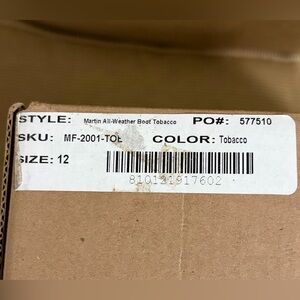 STYLE: Martin All-Weather Boot Tobacco PO#: 577510
SKU: MF-2001-TOB COLOR: Tobacco
SIZE: 12
810121917602